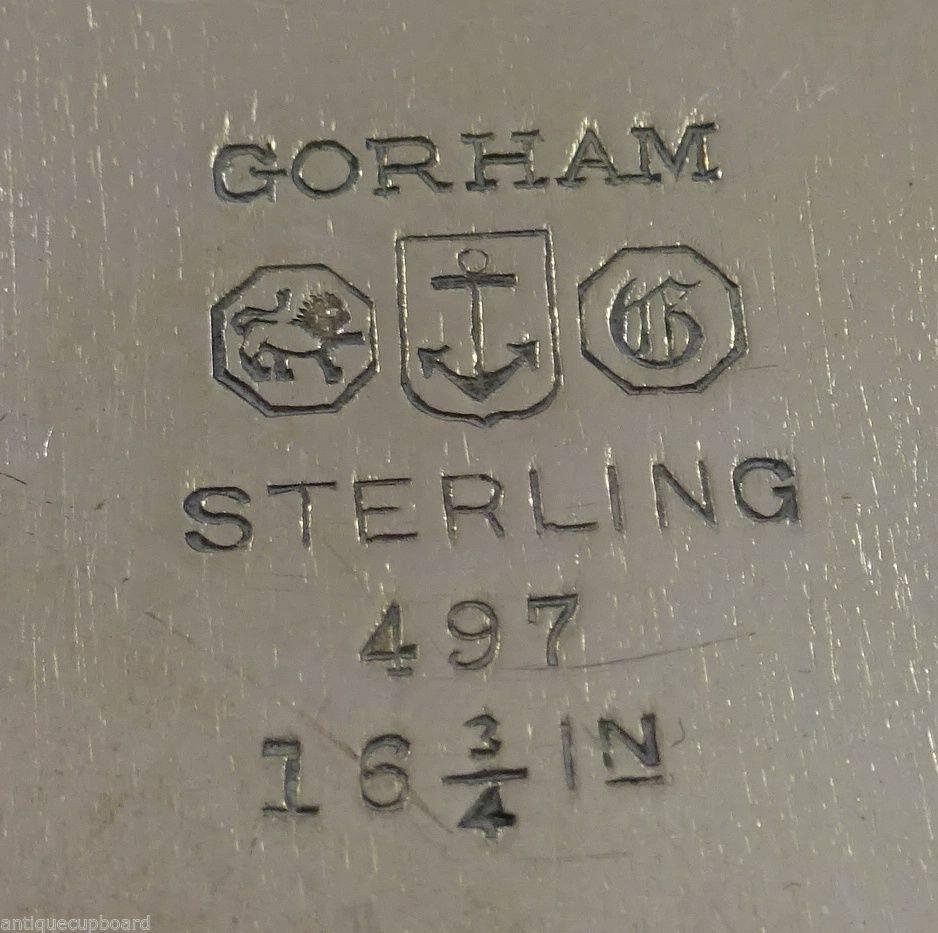 GORHAM
G
STERLING
497
16 3/4 IN
antiquecupboard